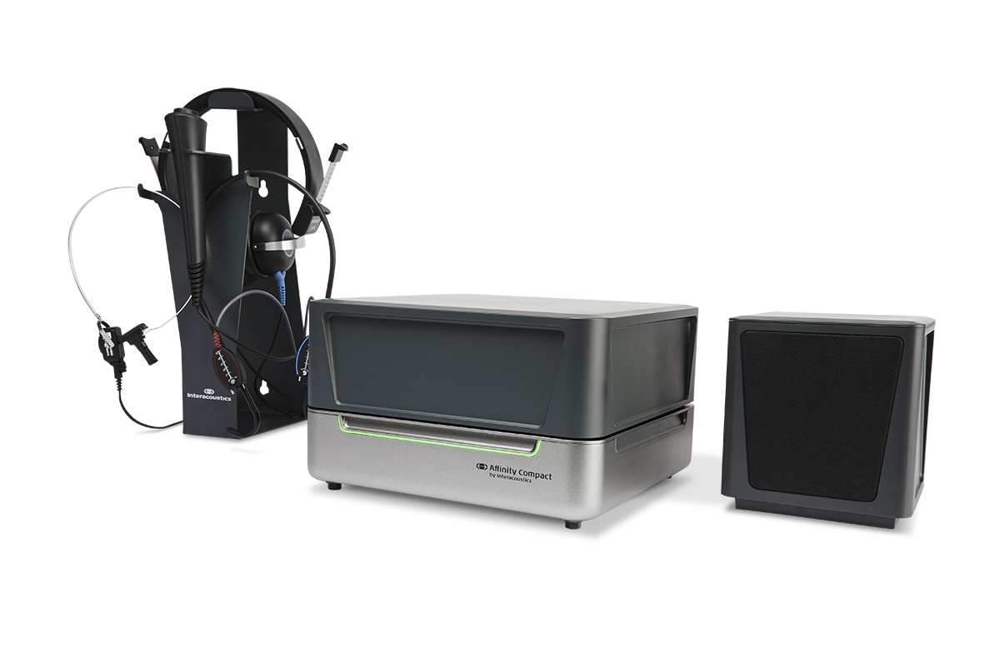 Interacoustics
Affinity Compact
by Interacoustics